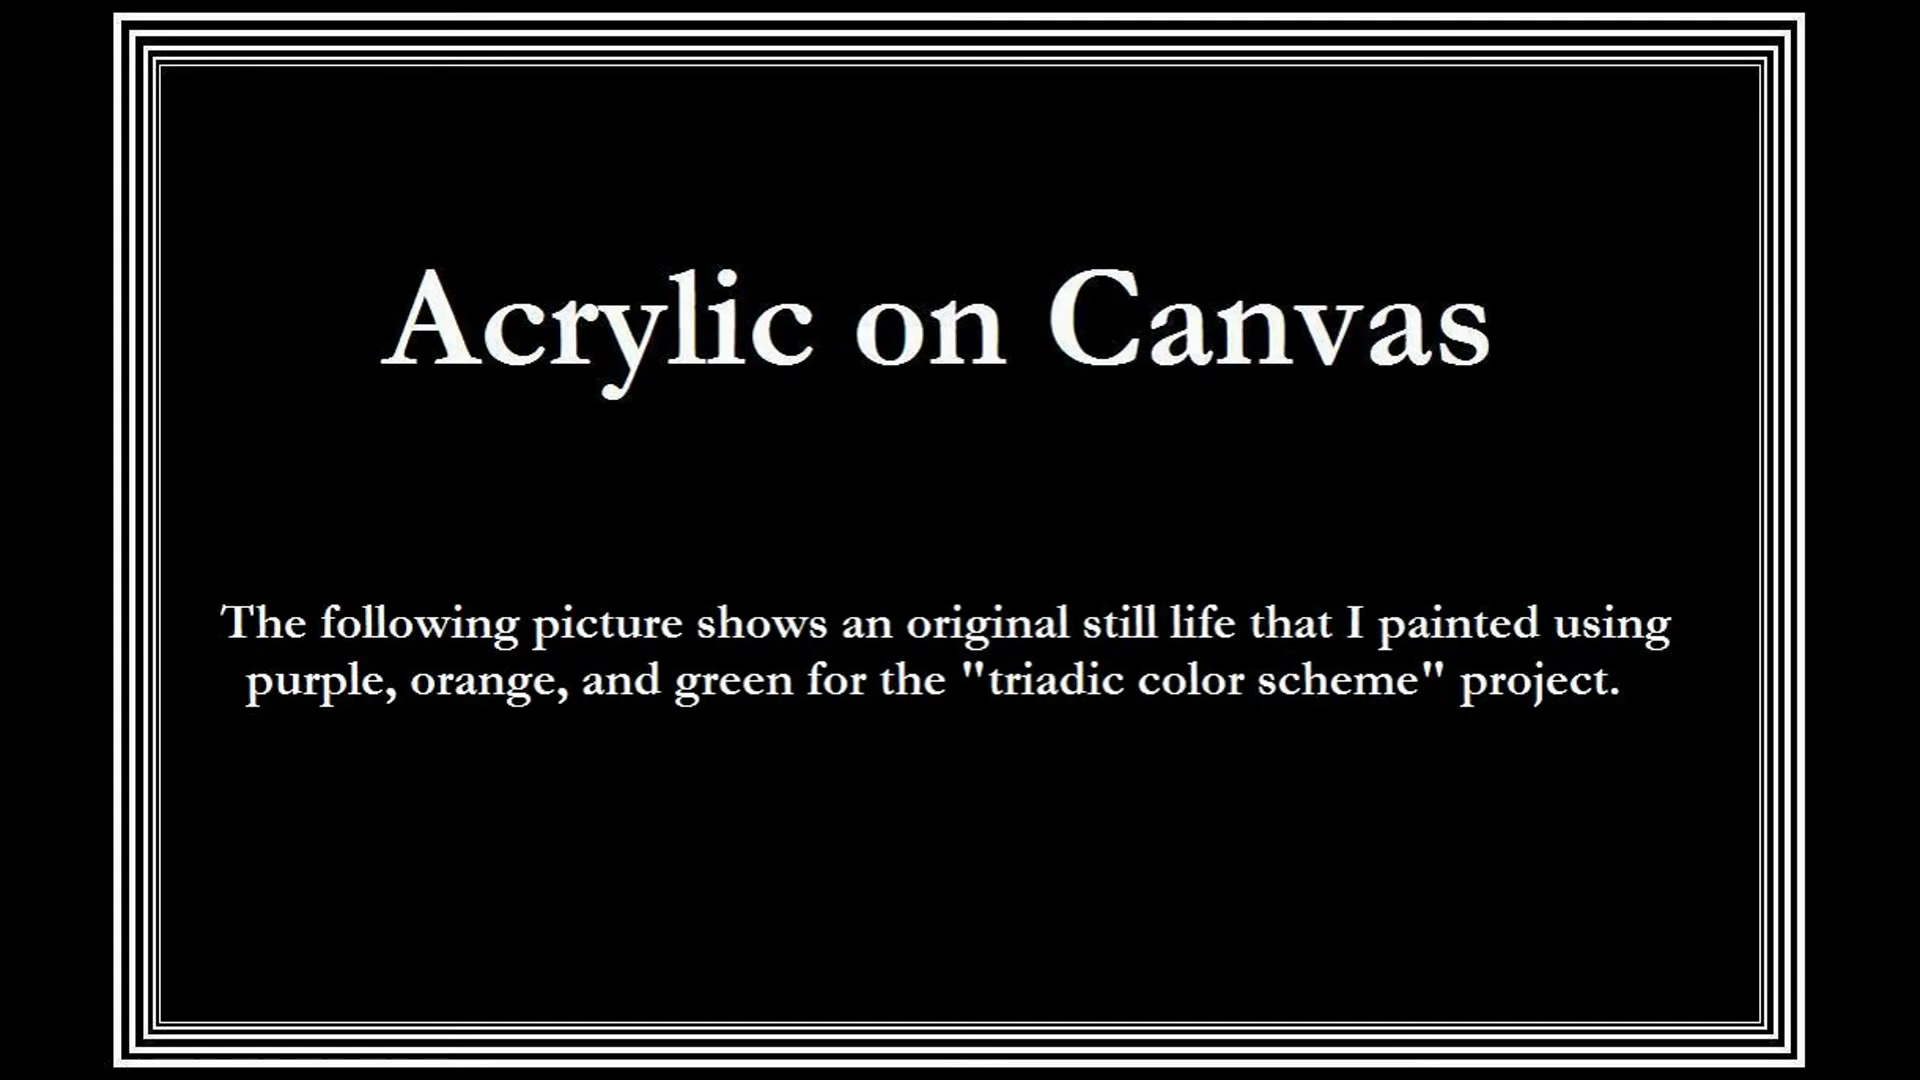 Acrylic on Canvas
The following picture shows an original still life that I painted using
purple, orange, and green for the "triadic color scheme" project.